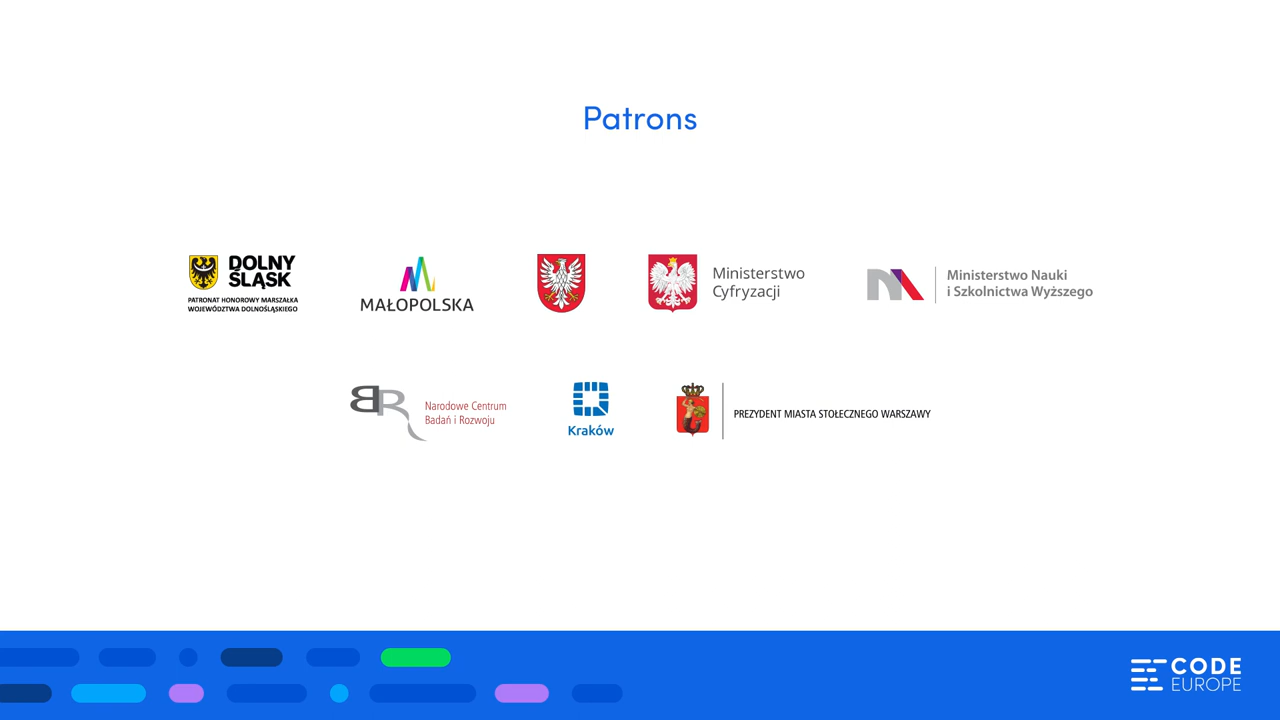 Patrons
DOLNY
ŚLĄSK
PATRONAT HONOROWY MARSZAŁKA
WOJEWÓDZTWA DOLNOŚLĄSKIEGO
MAŁOPOLSKA
Ministerstwo
Cyfryzacji
Ministerstwo Nauki
i Szkolnictwa Wyższego
BR
Narodowe Centrum
Badań i Rozwoju
Kraków
PREZYDENT MIASTA STOŁECZNEGO WARSZAWY
CODE
EUROPE